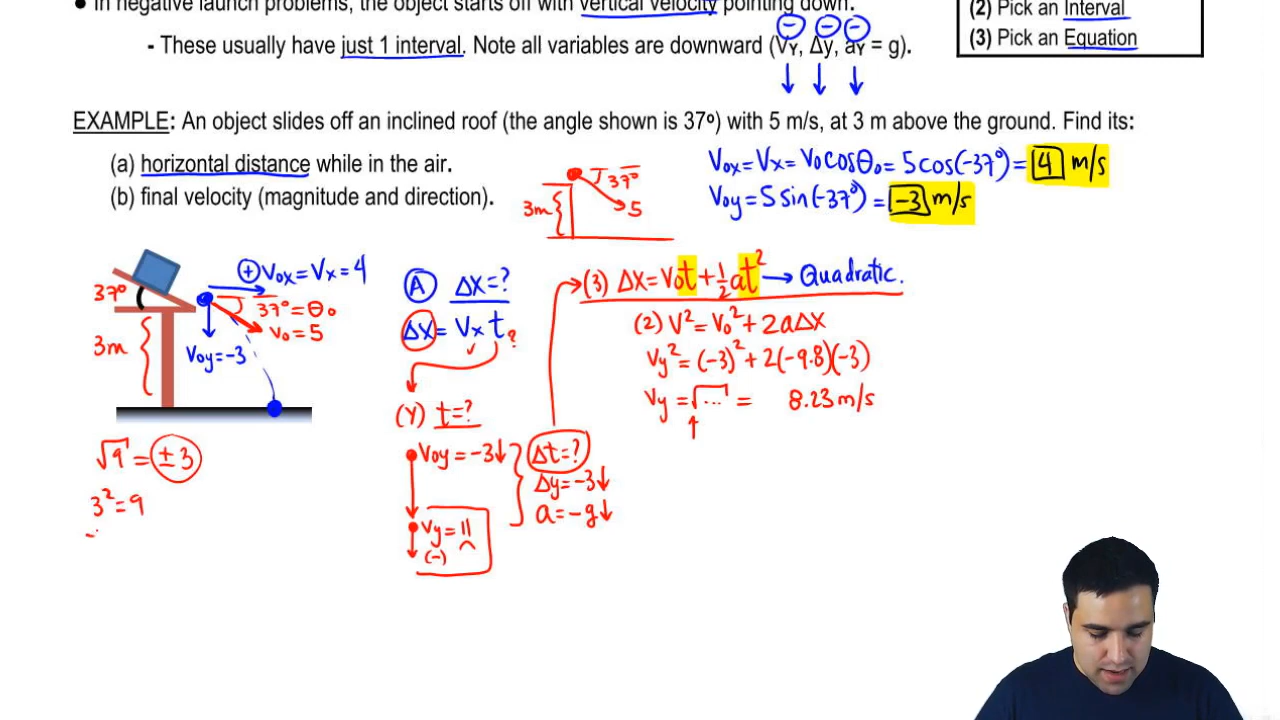 ● In negative launch problems, the object starts off with vertical velocity pointing down.
- These usually have just 1 interval. Note all variables are downward (VY, Δy, aY = g).
(2) Pick an Interval
(3) Pick an Equation
EXAMPLE: An object slides off an inclined roof (the angle shown is 37º) with 5 m/s, at 3 m above the ground. Find its:
(a) horizontal distance while in the air.
(b) final velocity (magnitude and direction).
37º
3m
5
Vox = Vx = Vo cosθo = 5cos(-37º) = 4 m/s
Voy = 5 sin(-37º) = -3 m/s
+ Vox = Vx = 4
37º
37º = θo
Vo = 5
3m
Voy = -3
√9 = ±3
3² = 9
-
A Δx = ?
Δx = Vx t ?
(Y) t = ?
Voy = -3↓
Δt = ?
Δy = -3↓
a = -g↓
Vy =
(-)
(3) Δx = Vot + ½at² → Quadratic.
(2) V² = Vo² + 2aΔx
Vy² = (-3)² + 2(-9.8)(-3)
Vy = √... = 8.23 m/s